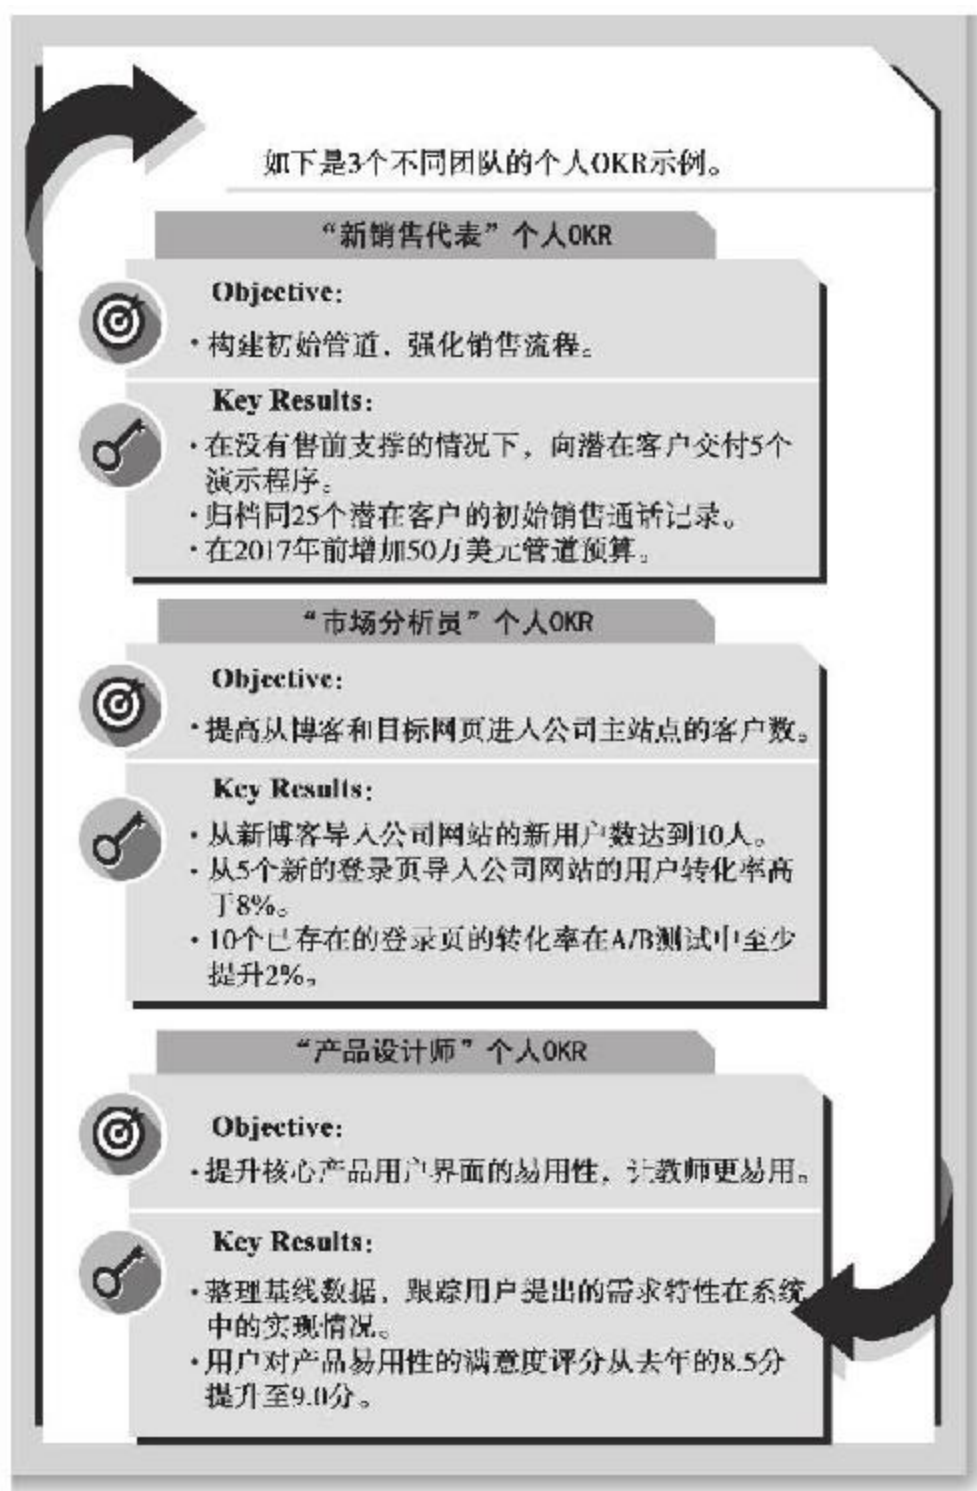 如下是3个不同团队的个人OKR示例。
“新销售代表”个人OKR
Objective:
·构建初始管道，强化销售流程。
Key Results:
·在没有售前支撑的情况下，向潜在客户交付5个
演示程序。
·归档同25个潜在客户的初始销售通话记录。
·在2017年前增加50万美元管道预算。
“市场分析员”个人OKR
Objective:
·提高从博客和目标网页进入公司主站点的客户数。
Key Results:
·从新博客导入公司网站的新用户数达到10人。
·从5个新的登录页导入公司网站的用户转化率高
于8%。
·10个已存在的登录页的转化率在A/B测试中至少
提升2%。
“产品设计师”个人OKR
Objective:
·提升核心产品用户界面的易用性，让教师更易用。
Key Results:
·整理基线数据，跟踪用户提出的需求特性在系统
中的实现情况。
·用户对产品易用性的满意度评分从去年的8.5分
提升至9.0分。